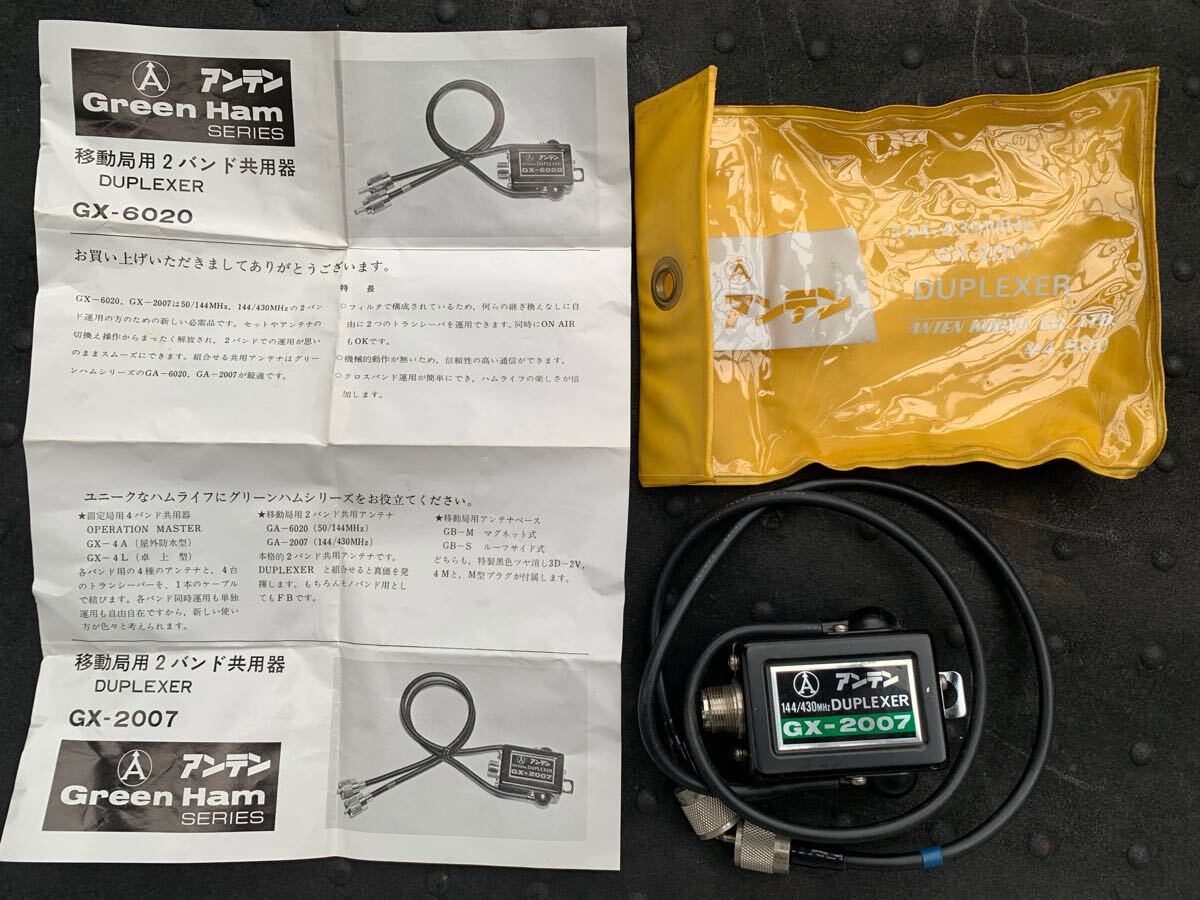 アンテン
Green Ham
SERIES
移動局用2バンド共用器
DUPLEXER
GX-6020
アンテン
DUPLEXER
GX-6020
お買い上げいただきましてありがとうございます。
GX-6020, GX-2007は50/144MHz, 144/430MHzの2バン
ド運用の方のための新しい必需品です。セットやアンテナの
切換え操作からまったく解放され、2バンドでの運用が思い
のままスムーズにできます。組合せる共用アンテナはグリー
ンハムシリーズのGA-6020, GA-2007が最適です。
特長
○フィルタで構成されているため、何らの継ぎ換えなしに自
由に2つのトランシーバを運用できます。同時にON AIR
もOKです。
○機械的動作が無いため、信頼性の高い通信ができます。
○クロスバンド運用が簡単にでき、ハムライフの楽しさが倍
加します。
ユニークなハムライフにグリーンハムシリーズをお役立てください。
★固定局用4バンド共用器
OPERATION MASTER
GX-4A(屋外防水型)
GX-4L(卓上型)
各バンド用の4種のアンテナと、4台
のトランシーバーを、1本のケーブル
で結びます。各バンド同時運用も単独
運用も自由自在ですから、新しい使い
方が色々と考えられます。
★移動局用2バンド共用アンテナ
GA-6020(50/144MHz)
GA-2007(144/430MHz)
本格的2バンド共用アンテナです。
DUPLEXER と組合せると真価を発
揮します。もちろんモノバンド用とし
てもFBです。
★移動局用アンテナベース
GB-M マグネット式
GB-S ルーフサイド式
どちらも、特製黒色ツヤ消し3D-2V,
4Mと、M型プラグが付属します。
移動局用2バンド共用器
DUPLEXER
GX-2007
アンテン
Green Ham
SERIES
アンテン
DUPLEXER
GX-2007
144/430MHz
GX-2007
DUPLEXER
アンテン
ANTEN KOGYO CO., LTD.
¥4,900
アンテン
144/430MHz DUPLEXER
GX-2007